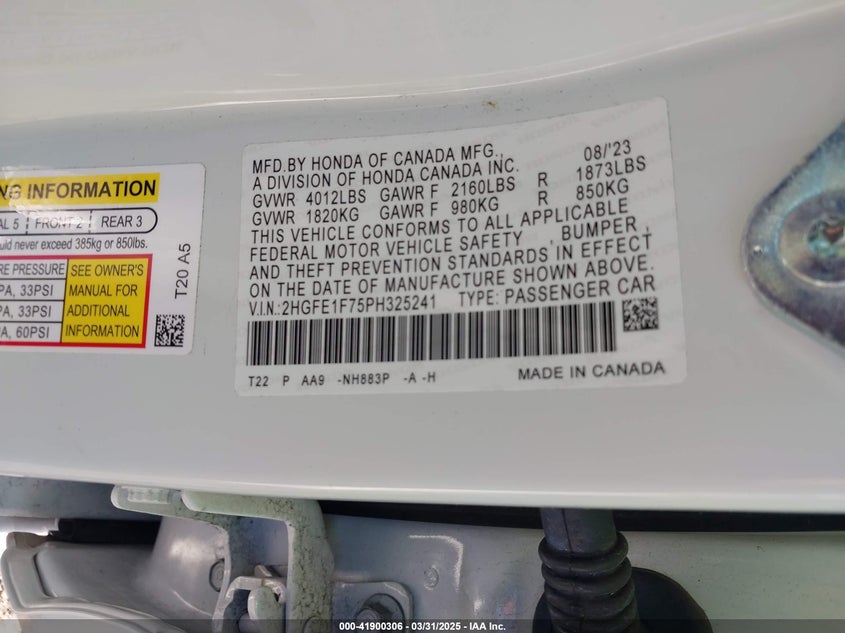 NG INFORMATION
AL 5 FRONT 2 REAR 3
ould never exceed 385kg or 850lbs.
RE PRESSURE
PA, 33PSI
PA, 33PSI
PA, 60PSI
SEE OWNER'S
MANUAL FOR
ADDITIONAL
INFORMATION
T20 A5
MFD.BY HONDA OF CANADA MFG., 08/'23
A DIVISION OF HONDA CANADA INC.
GVWR 4012LBS GAWR F 2160LBS R 1873LBS
GVWR 1820KG GAWR F 980KG R 850KG
THIS VEHICLE CONFORMS TO ALL APPLICABLE
FEDERAL MOTOR VEHICLE SAFETY, BUMPER,
AND THEFT PREVENTION STANDARDS IN EFFECT
ON THE DATE OF MANUFACTURE SHOWN ABOVE.
V.I.N.:2HGFE1F75PH325241 TYPE: PASSENGER CAR
T22 P AA9 -NH883P -A -H
MADE IN CANADA
000-41900306 - 03/31/2025 - IAA Inc.